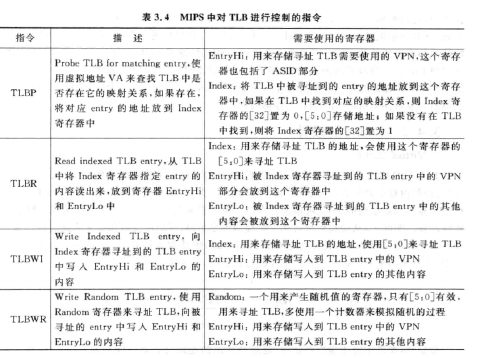 表 3.4 MIPS 中对 TLB 进行控制的指令
指令 描 述 需要使用的寄存器
TLBP
Probe TLB for matching entry,使
用虚拟地址 VA 来查找 TLB 中是
否存在它的映射关系,如果存在,
将对应 entry 的地址放到 Index
寄存器中
EntryHi：用来存储寻址 TLB 需要使用的 VPN,这个寄存
器也包括了 ASID 部分
Index：将 TLB 中被寻址到的 entry 的地址放到这个寄存
器中,如果在 TLB 中找到对应的映射关系,则 Index 寄
存器的[32]置为 0,[5:0]存储地址；如果没有在 TLB
中找到,则将 Index 寄存器的[32]置为 1
TLBR
Read indexed TLB entry,从 TLB
中将 Index 寄存器指定 entry 的
内容读出来,放到寄存器 EntryHi
和 EntryLo 中
Index：用来存储寻址 TLB 的地址,会使用这个寄存器的
[5:0]来寻址 TLB
EntryHi：被 Index 寄存器寻址到的 TLB entry 中的 VPN
部分会放到这个寄存器中
EntryLo：被 Index 寄存器寻址到的 TLB entry 中的其他
内容会被放到这个寄存器中
TLBWI
Write Indexed TLB entry, 向
Index 寄存器寻址到的 TLB entry
中写入 EntryHi 和 EntryLo 的
内容
Index：用来存储寻址 TLB 的地址,使用[5:0]来寻址 TLB
EntryHi：用来存储写入到 TLB entry 中的 VPN
EntryLo：用来存储写入到 TLB entry 的其他内容
TLBWR
Write Random TLB entry, 使用
Random 寄存器来寻址 TLB,向被
寻址的 entry 中写入 EntryHi 和
EntryLo 的内容
Random：一个用来产生随机值的寄存器,只有[5:0]有效,
用来寻址 TLB,多使用一个计数器来模拟随机的过程
EntryHi：用来存储写入到 TLB entry 中的 VPN
EntryLo：用来存储写入到 TLB entry 的其他内容